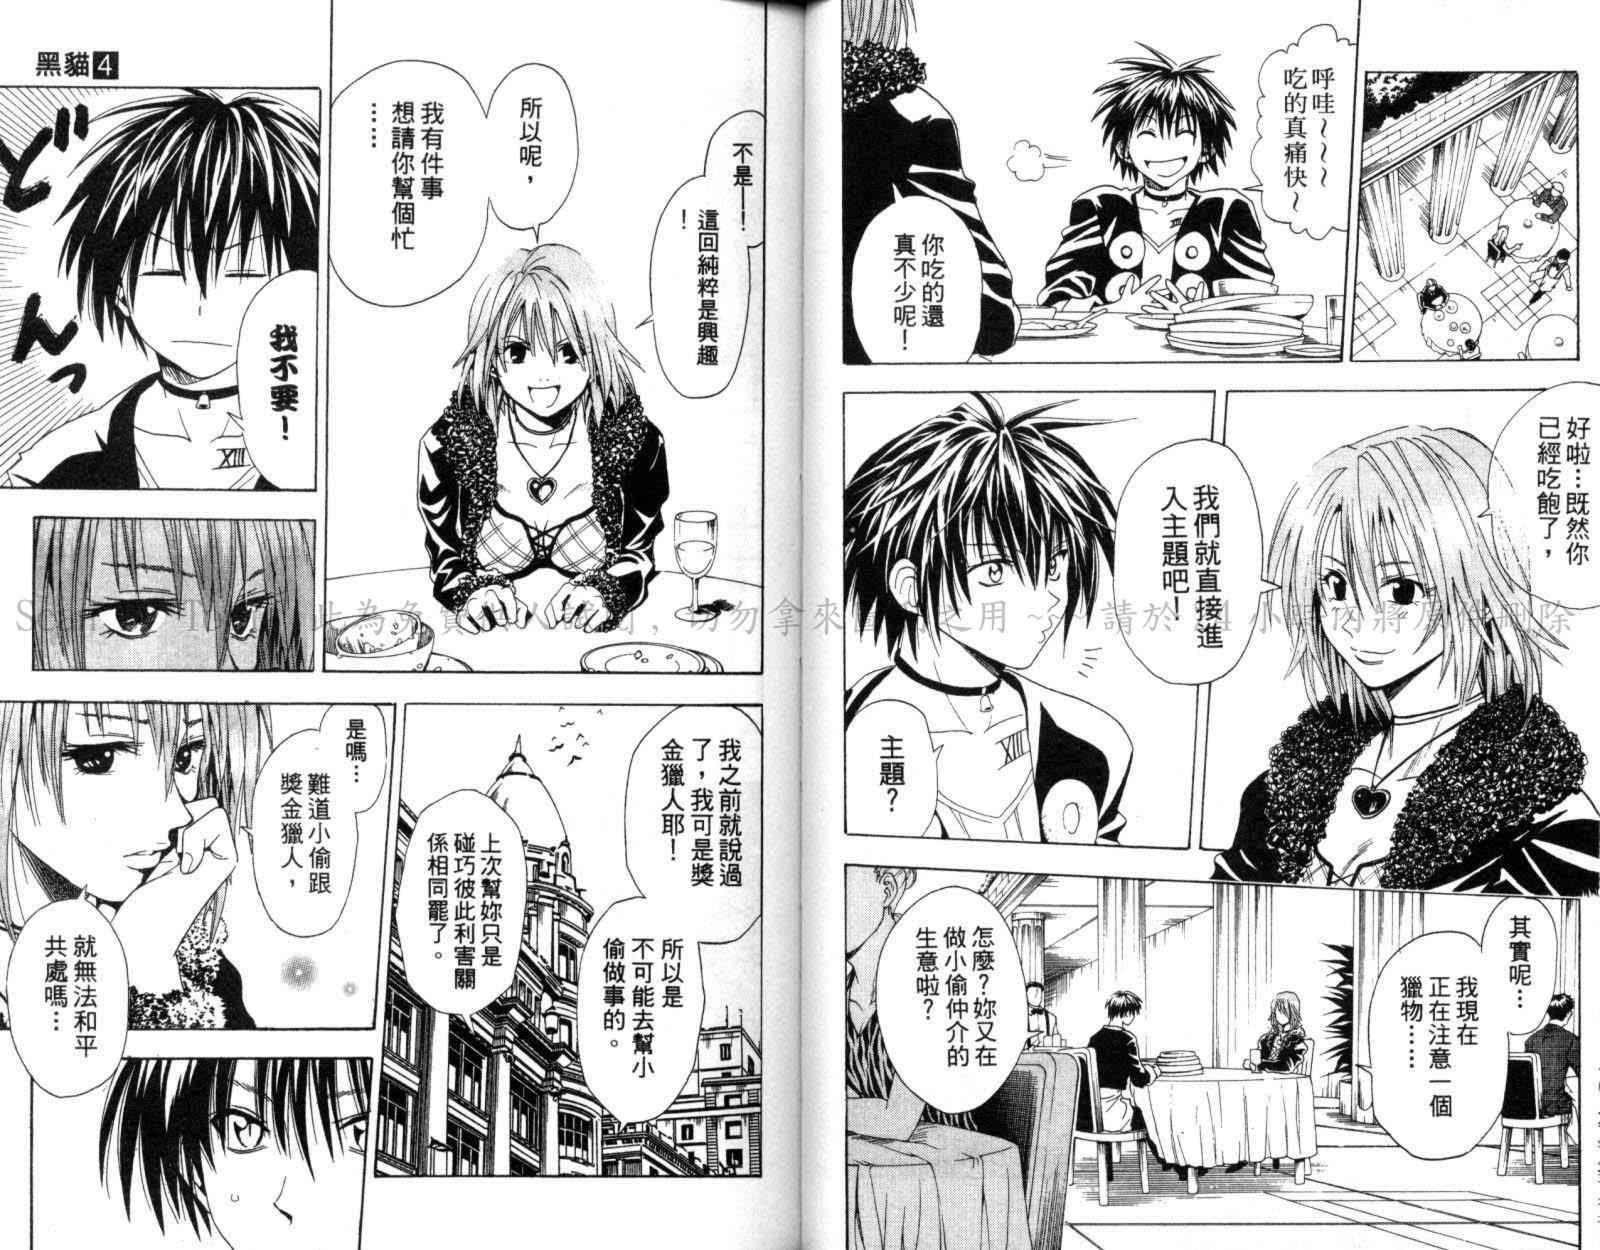 呼哇~~~~
吃的真痛快~
你吃的還
真不少呢!
好啦…既然你
已經吃飽了,
我們就直接進
入主題吧!
主題?
其實呢…
我現在
正在注意一個
獵物……
怎麼?妳又在
做小偷仲介的
生意啦?
黑貓4
不是—!
這回純粹是興趣
!
所以呢,
我有件事
想請你幫個忙
……
どーんっ
我不要!
我之前就說過
了,我可是獎
金獵人耶!
所以是
不可能去幫小
偷做事的。
上次幫妳只是
碰巧彼此利害關
係相同罷了。
是嗎…
難道小偷跟
獎金獵人,
就無法和平
共處嗎…
XIII
XIII